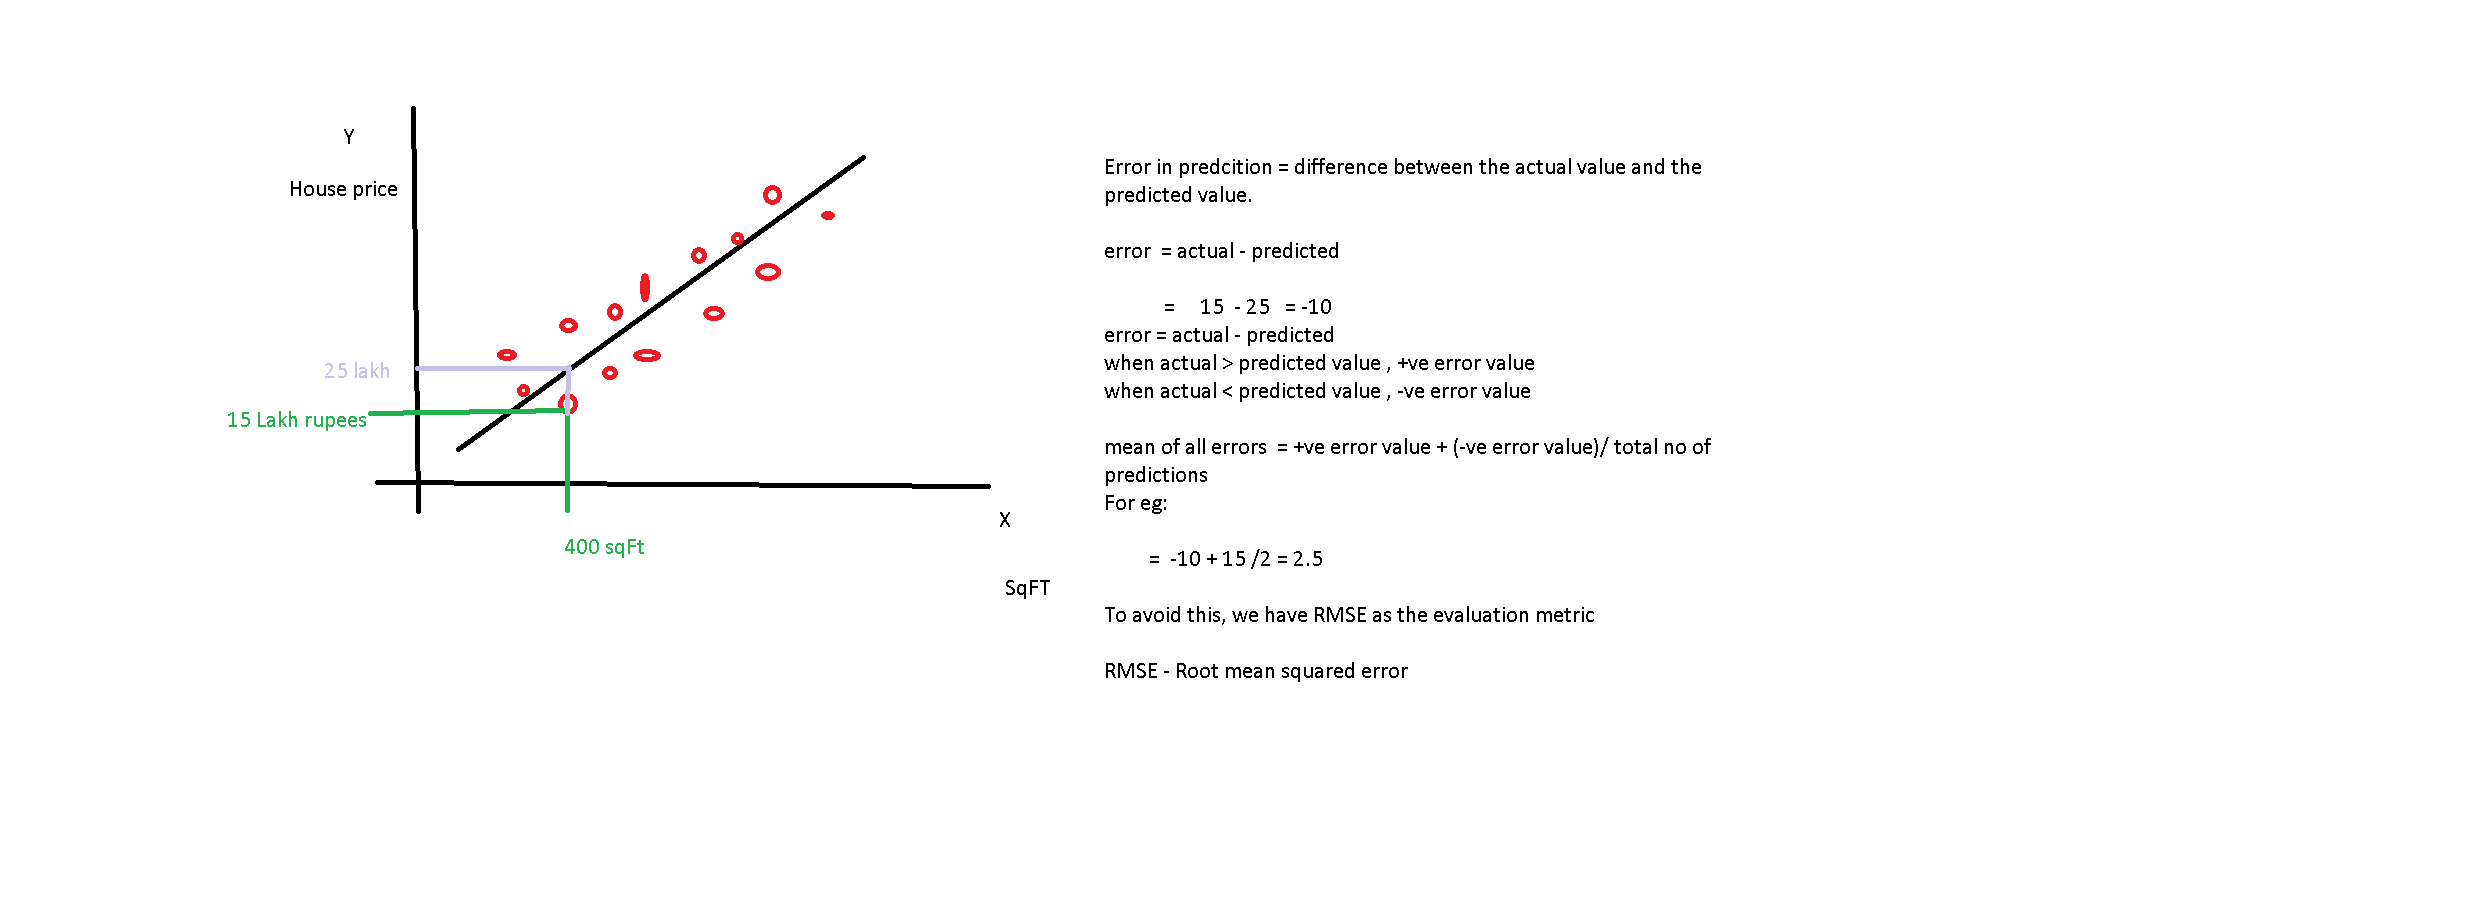 Y
House price
25 lakh
15 Lakh rupees
400 sqFt
X
SqFT
Error in predcition = difference between the actual value and the
predicted value.
error  = actual - predicted
=    15  - 25   = -10
error = actual - predicted
when actual > predicted value , +ve error value
when actual < predicted value , -ve error value
mean of all errors  = +ve error value + (-ve error value)/ total no of
predictions
For eg:
=  -10 + 15 /2 = 2.5
To avoid this, we have RMSE as the evaluation metric
RMSE - Root mean squared error